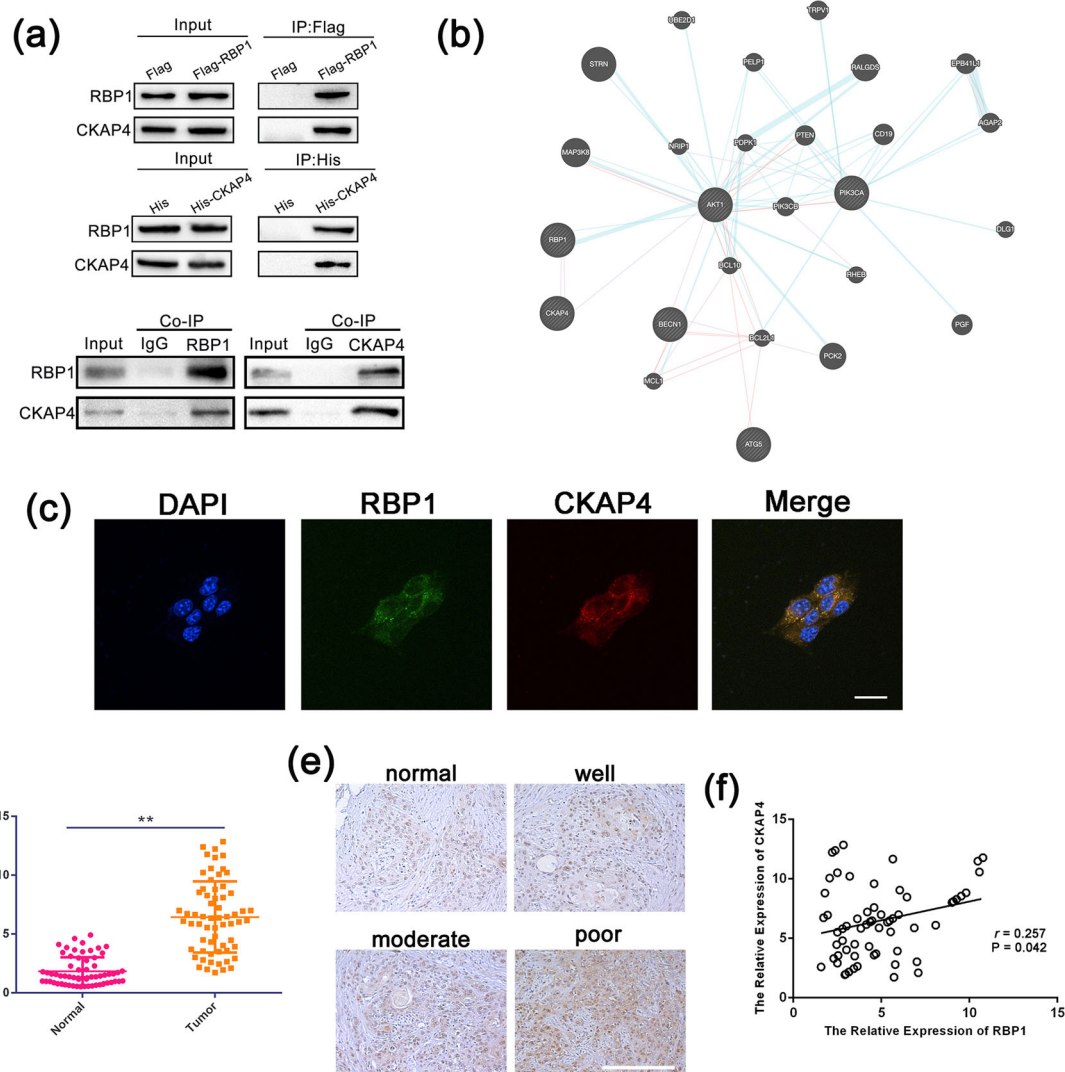 (a)
Input
IP:Flag
Flag
Flag-RBP1
Flag
Flag-RBP1
RBP1
CKAP4
Input
IP:His
His
His-CKAP4
His
His-CKAP4
RBP1
CKAP4
Co-IP
Co-IP
Input
IgG
RBP1
Input
IgG
CKAP4
RBP1
CKAP4
(b)
UBE2D1
TRPV1
STRN
PELP1
RALGDS
EPB41L1
AGAP2
MAP3K8
NRIP1
PDPK1
PTEN
CD19
AKT1
PIK3CB
PIK3CA
RBP1
DLG1
BCL10
RHEB
CKAP4
BECN1
BCL2L1
PGF
PCK2
MCL1
ATG5
(c)
DAPI
RBP1
CKAP4
Merge
15
10
5
0
**
Normal
Tumor
(e)
normal
well
moderate
poor
(f)
The Relative Expression of CKAP4
15
10
5
0
r = 0.257
P = 0.042
0
5
10
15
The Relative Expression of RBP1